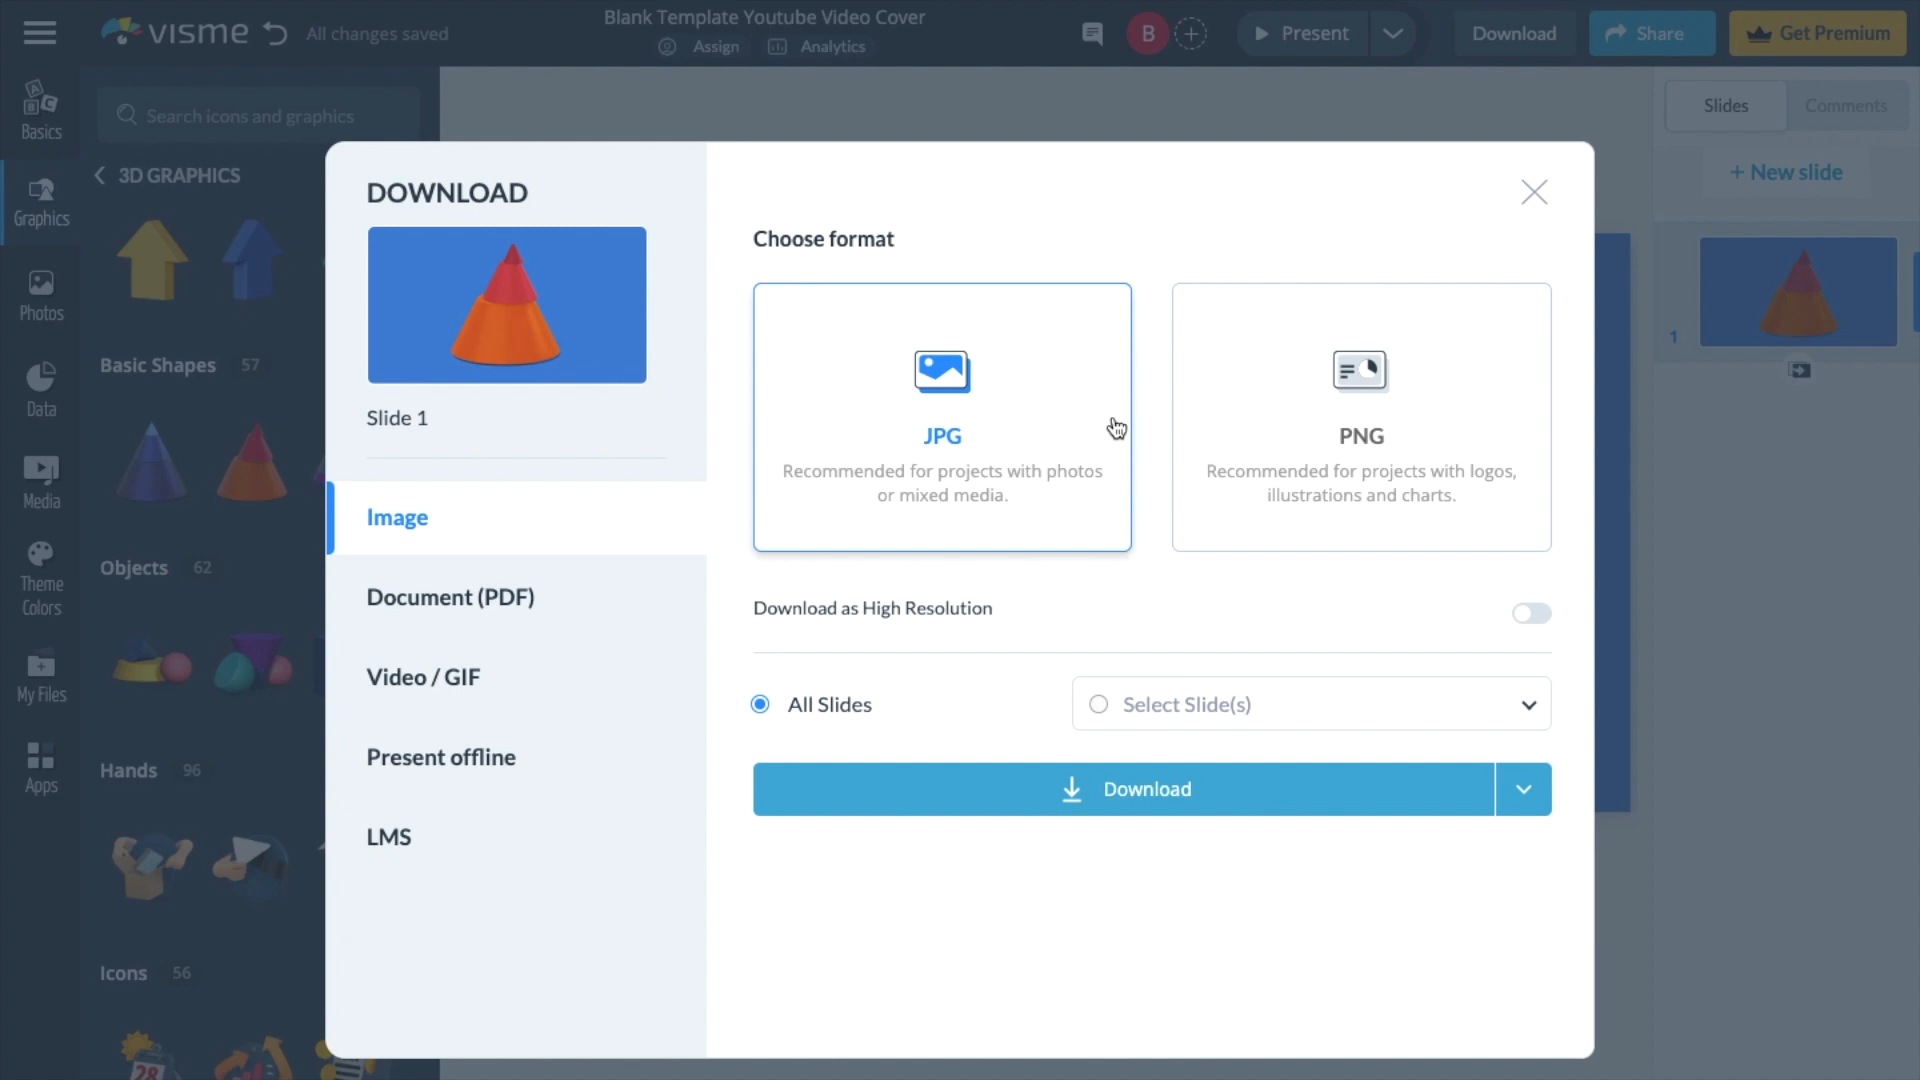 visme
All changes saved
Blank Template Youtube Video Cover
Assign
Analytics
B
Present
Download
Share
Get Premium
Basics
Graphics
Photos
Data
Media
Theme
Colors
My Files
Apps
Search icons and graphics
3D GRAPHICS
Basic Shapes 57
Objects 62
Hands 96
Icons 56
28
DOWNLOAD
Slide 1
Image
Document (PDF)
Video / GIF
Present offline
LMS
Choose format
JPG
Recommended for projects with photos
or mixed media.
PNG
Recommended for projects with logos,
illustrations and charts.
Download as High Resolution
All Slides
Select Slide(s)
Download
Slides
Comments
+ New slide
1